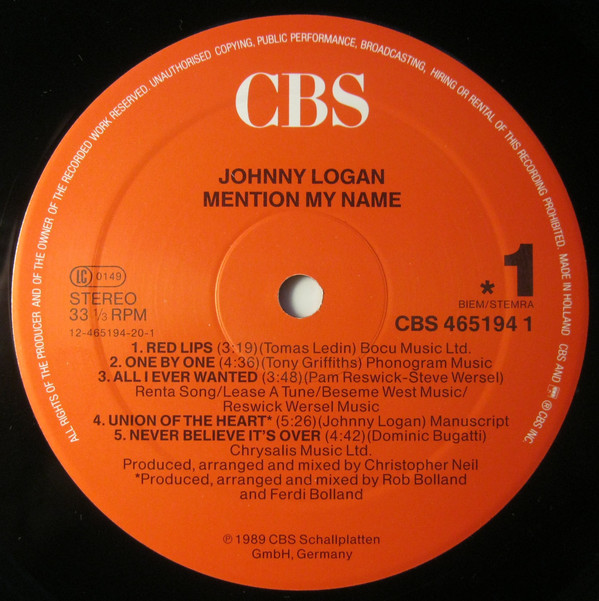 ALL RIGHTS OF THE PRODUCER AND OF THE OWNER OF THE RECORDED WORK RESERVED. UNAUTHORISED COPYING, PUBLIC PERFORMANCE, BROADCASTING, HIRING OR RENTAL OF THIS RECORDING PROHIBITED. MADE IN HOLLAND CBS AND ℗ CBS INC
CBS
JOHNNY LOGAN
MENTION MY NAME
LC 0149
STEREO
33 ⅓ RPM
12-465194-20-1
* 1
BIEM/STEMRA
CBS 465194 1
1. RED LIPS (3:19)(Tomas Ledin) Bocu Music Ltd.
2. ONE BY ONE (4:36)(Tony Griffiths) Phonogram Music
3. ALL I EVER WANTED (3:48)(Pam Reswick-Steve Wersel)
Renta Song/Lease A Tune/Beseme West Music/
Reswick Wersel Music
4. UNION OF THE HEART* (5:26)(Johnny Logan) Manuscript
5. NEVER BELIEVE IT'S OVER (4:42)(Dominic Bugatti)
Chrysalis Music Ltd.
Produced, arranged and mixed by Christopher Neil
*Produced, arranged and mixed by Rob Bolland
and Ferdi Bolland
℗ 1989 CBS Schallplatten
GmbH, Germany